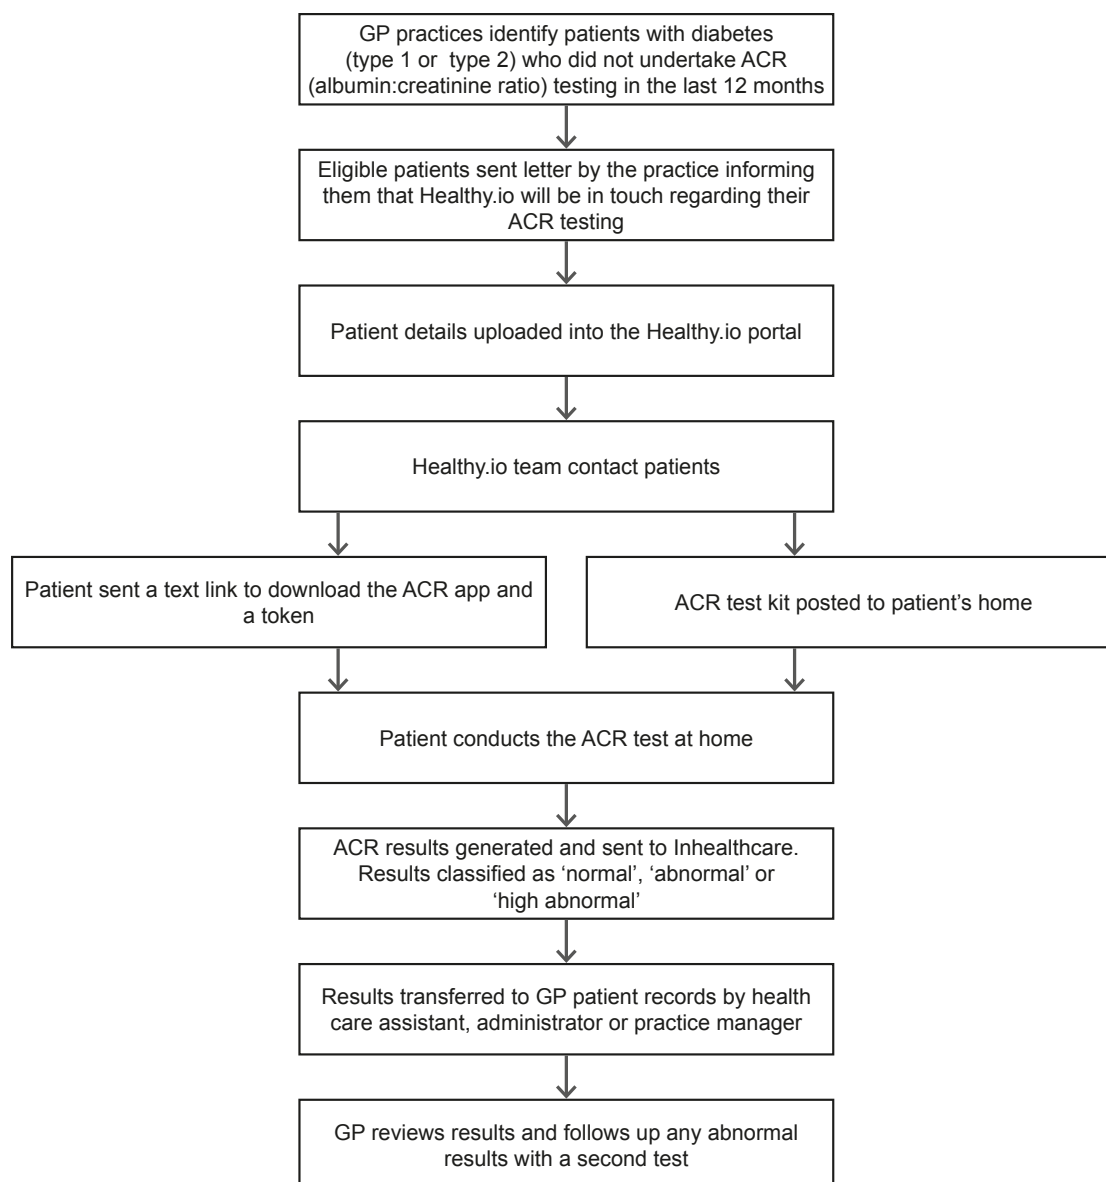 GP practices identify patients with diabetes
(type 1 or type 2) who did not undertake ACR
(albumin:creatinine ratio) testing in the last 12 months
Eligible patients sent letter by the practice informing
them that Healthy.io will be in touch regarding their
ACR testing
Patient details uploaded into the Healthy.io portal
Healthy.io team contact patients
Patient sent a text link to download the ACR app and
a token
ACR test kit posted to patient’s home
Patient conducts the ACR test at home
ACR results generated and sent to Inhealthcare.
Results classified as ‘normal’, ‘abnormal’ or
‘high abnormal’
Results transferred to GP patient records by health
care assistant, administrator or practice manager
GP reviews results and follows up any abnormal
results with a second test